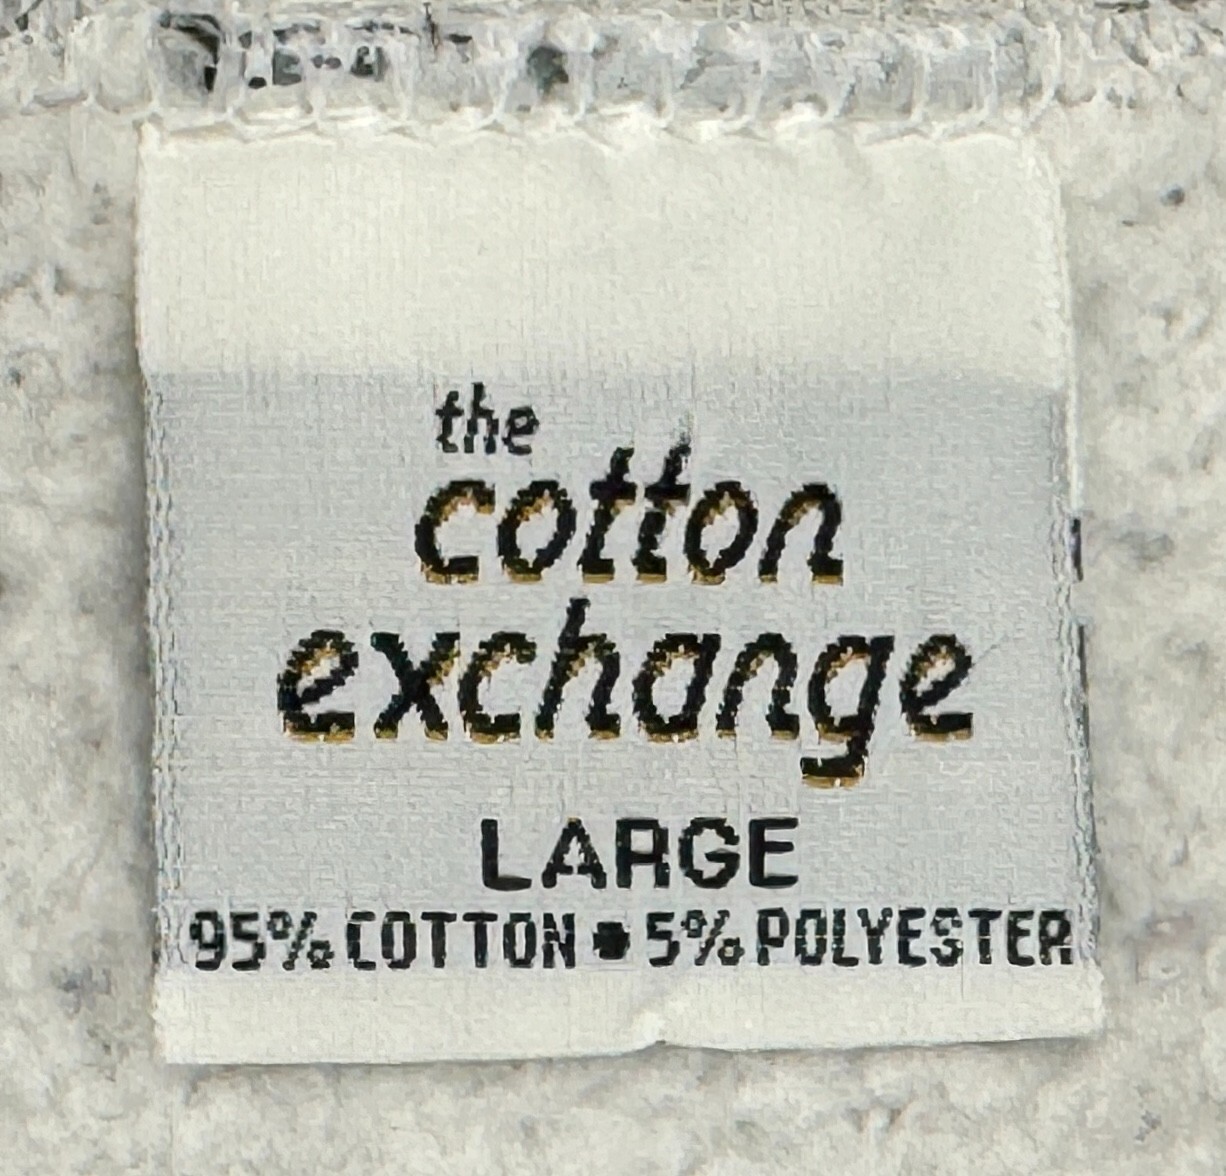 the
cotton
exchange
LARGE
95% COTTON • 5% POLYESTER